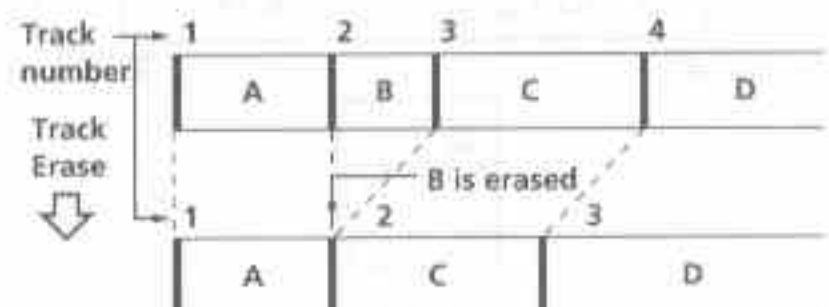 Track
number
1 2 3 4
A B C D
Track
Erase
B is erased
1 2 3
A C D